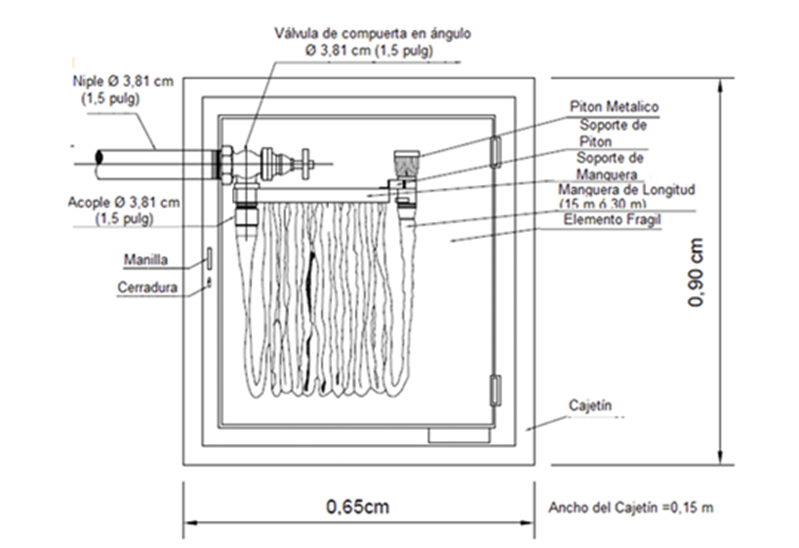 Válvula de compuerta en ángulo
Ø 3,81 cm (1,5 pulg)
Niple Ø 3,81 cm
(1,5 pulg)
Piton Metalico
Soporte de
Piton
Soporte de
Manguera
Manguera de Longitud
(15 m ó 30 m)
Elemento Fragil
Acople Ø 3,81 cm
(1,5 pulg)
Manilla
Cerradura
0,90 cm
Cajetín
0,65cm
Ancho del Cajetín =0,15 m